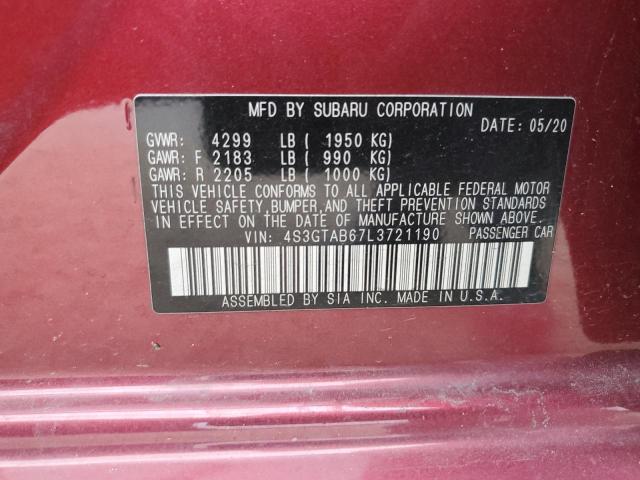 MFD BY SUBARU CORPORATION
DATE: 05/20
GVWR: 4299 LB ( 1950 KG)
GAWR: F 2183 LB ( 990 KG)
GAWR: R 2205 LB ( 1000 KG)
THIS VEHICLE CONFORMS TO ALL APPLICABLE FEDERAL MOTOR
VEHICLE SAFETY, BUMPER, AND THEFT PREVENTION STANDARDS
IN EFFECT ON THE DATE OF MANUFACTURE SHOWN ABOVE.
VIN: 4S3GTAB67L3721190 PASSENGER CAR
ASSEMBLED BY SIA INC. MADE IN U.S.A.